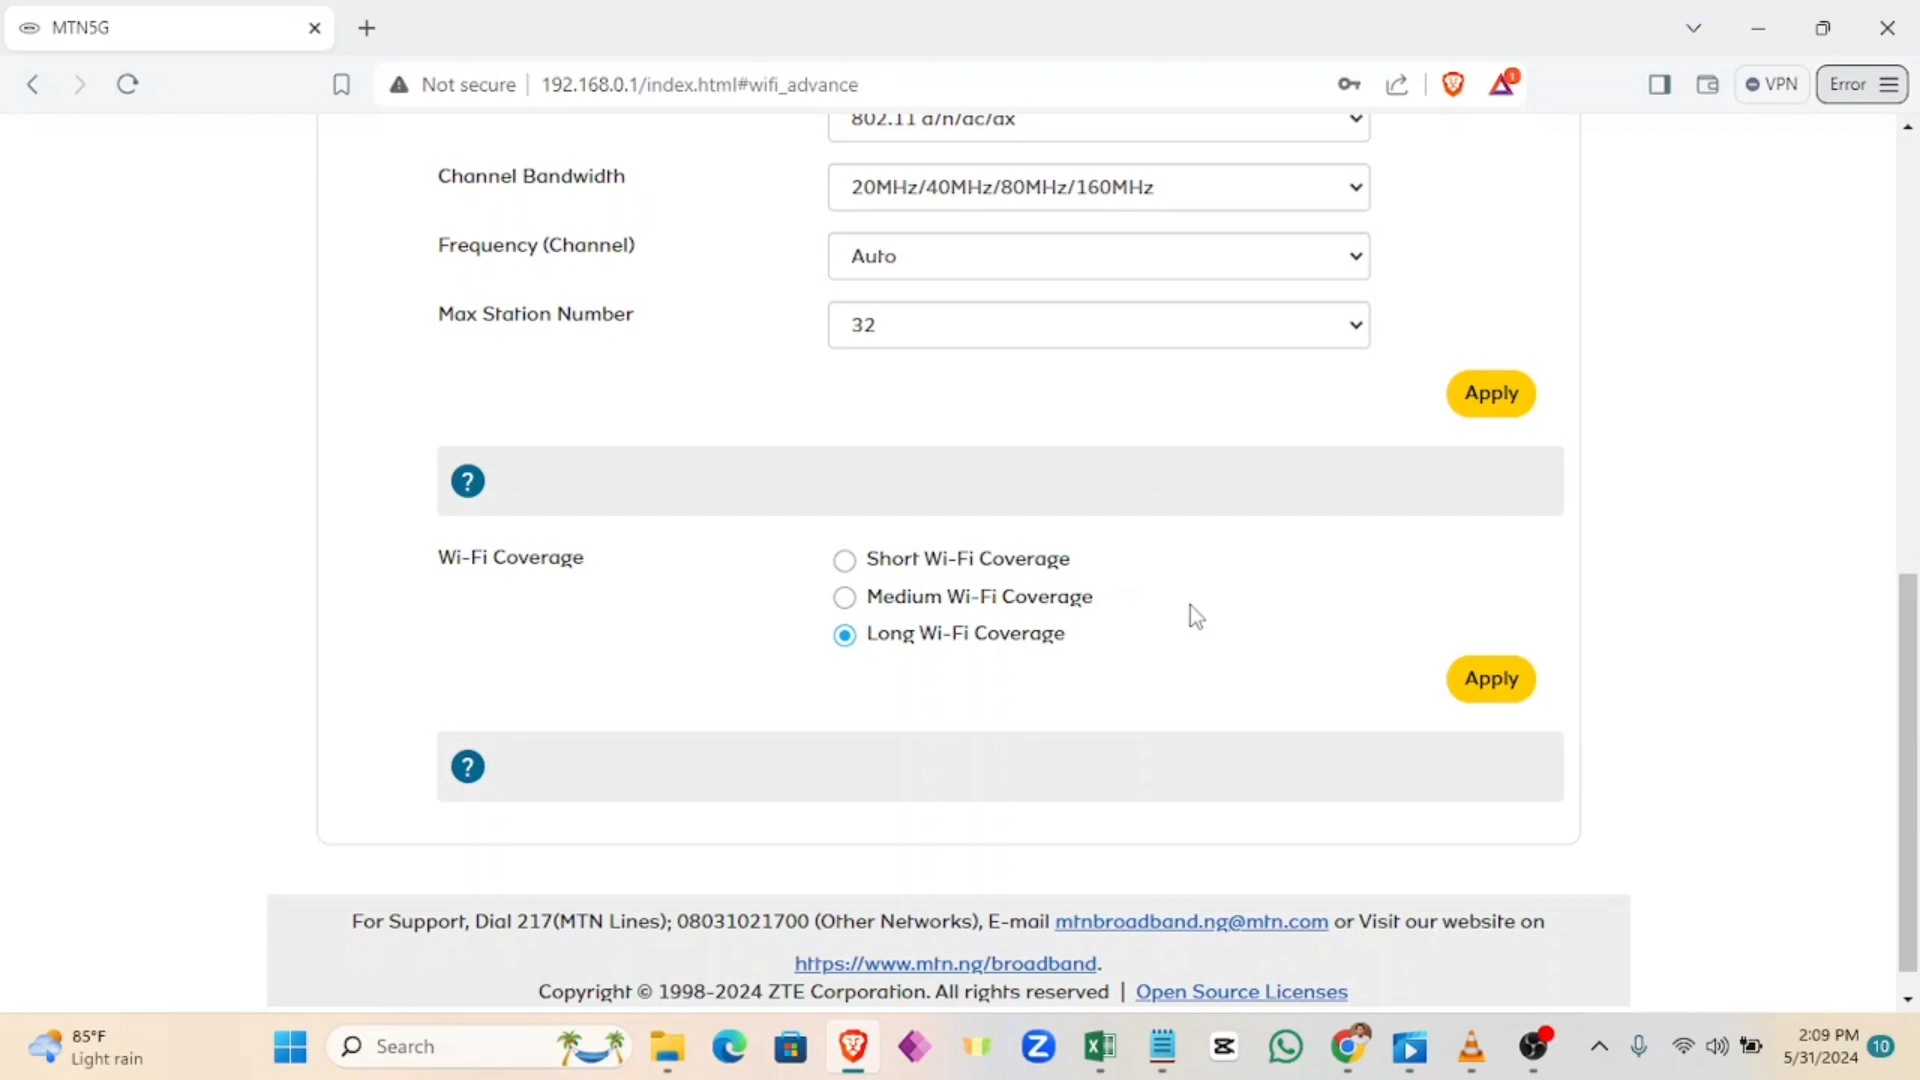 MTN5G
Not secure 192.168.0.1/index.html#wifi_advance VPN Error
802.11 a/n/ac/ax
Channel Bandwidth 20MHz/40MHz/80MHz/160MHz
Frequency (Channel) Auto
Max Station Number 32
Apply
?
Wi-Fi Coverage Short Wi-Fi Coverage
Medium Wi-Fi Coverage
Long Wi-Fi Coverage
Apply
?
For Support, Dial 217(MTN Lines); 08031021700 (Other Networks), E-mail mtnbroadband.ng@mtn.com or Visit our website on
https://www.mtn.ng/broadband.
Copyright © 1998-2024 ZTE Corporation. All rights reserved | Open Source Licenses
85°F
Light rain
Search
2:09 PM
5/31/2024
10